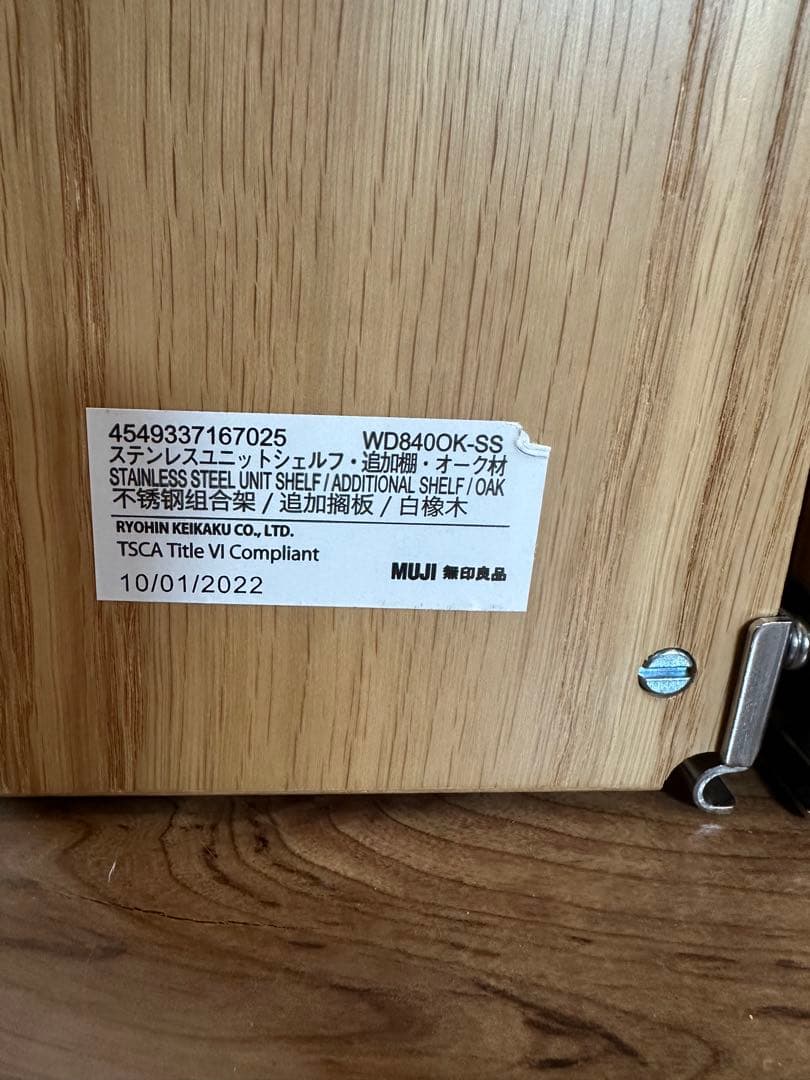 4549337167025 WD840OK-SS
ステンレスユニットシェルフ・追加棚・オーク材
STAINLESS STEEL UNIT SHELF / ADDITIONAL SHELF / OAK
不锈钢组合架 / 追加搁板 / 白橡木
RYOHIN KEIKAKU CO., LTD.
TSCA Title VI Compliant
MUJI 無印良品
10/01/2022